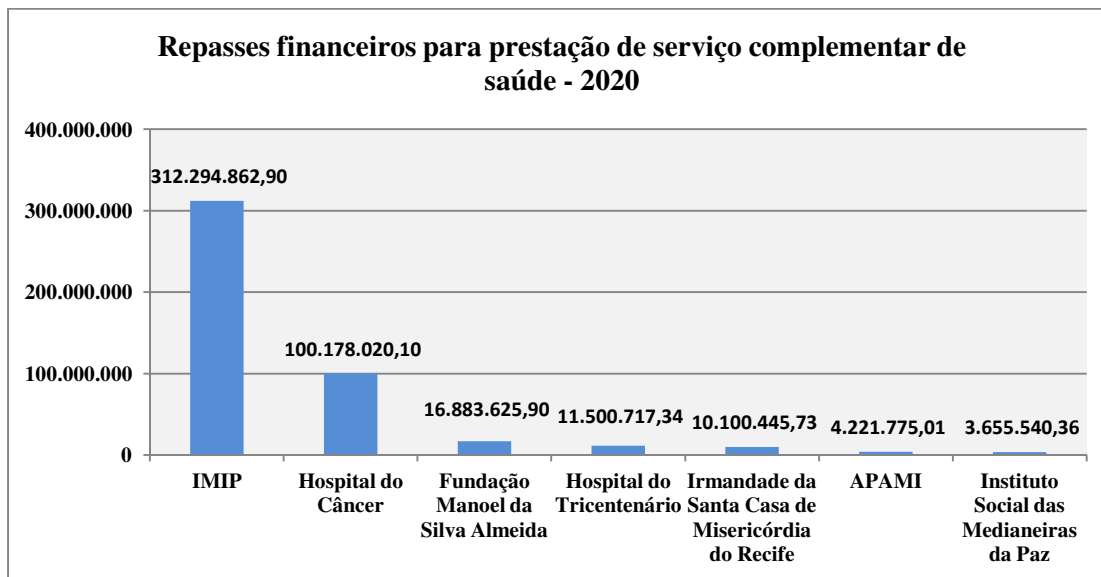 Repasses financeiros para prestação de serviço complementar de
saúde - 2020
400.000.000
300.000.000
200.000.000
100.000.000
0
312.294.862,90
100.178.020,10
16.883.625,90
11.500.717,34
10.100.445,73
4.221.775,01
3.655.540,36
IMIP
Hospital do
Câncer
Fundação
Manoel da
Silva Almeida
Hospital do
Tricentenário
Irmandade da
Santa Casa de
Misericórdia
do Recife
APAMI
Instituto
Social das
Medianeiras
da Paz